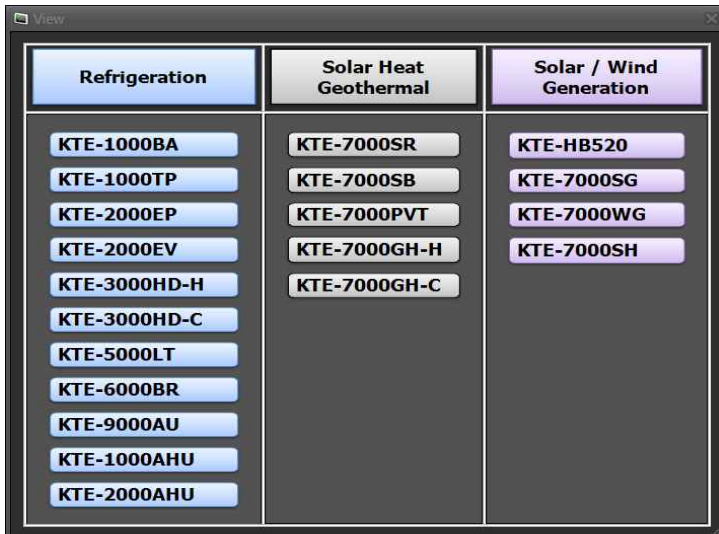 View
Refrigeration
Solar Heat
Geothermal
Solar / Wind
Generation
KTE-1000BA
KTE-1000TP
KTE-2000EP
KTE-2000EV
KTE-3000HD-H
KTE-3000HD-C
KTE-5000LT
KTE-6000BR
KTE-9000AU
KTE-1000AHU
KTE-2000AHU
KTE-7000SR
KTE-7000SB
KTE-7000PVT
KTE-7000GH-H
KTE-7000GH-C
KTE-HB520
KTE-7000SG
KTE-7000WG
KTE-7000SH